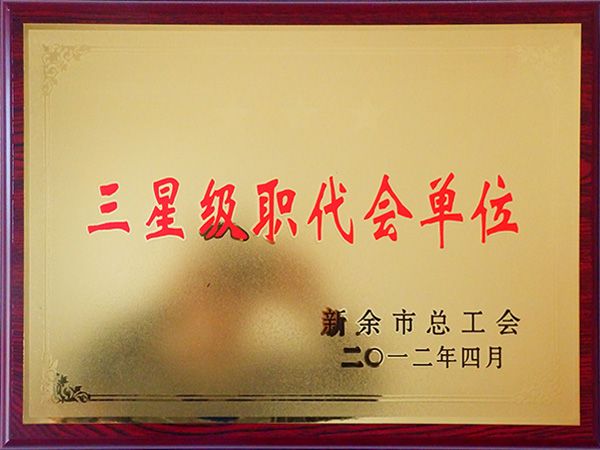 三星级职代会单位
新余市总工会
二〇一二年四月